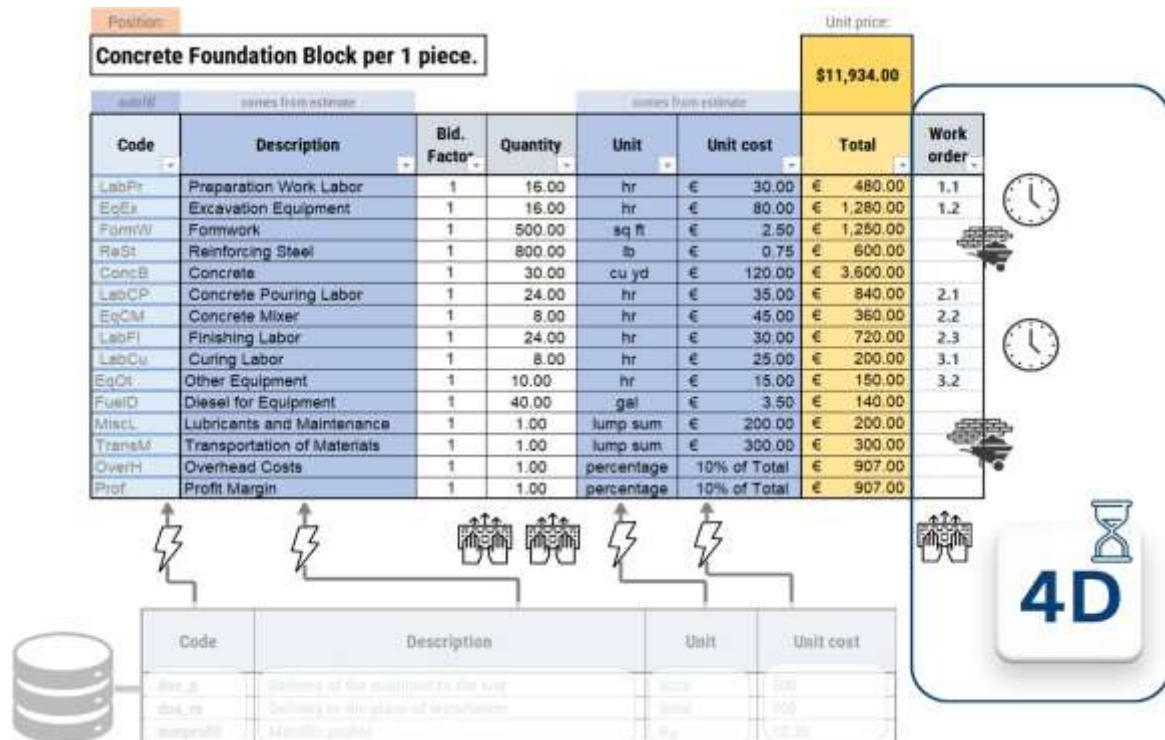 Position:
Unit price:
Concrete Foundation Block per 1 piece.
$11,934.00
autofill comes from estimate comes from estimate
Code Description Bid. Factor Quantity Unit Unit cost Total Work order
LabPr Preparation Work Labor 1 16.00 hr € 30.00 € 480.00 1.1
EqEx Excavation Equipment 1 16.00 hr € 80.00 € 1,280.00 1.2
FormW Formwork 1 500.00 sq ft € 2.50 € 1,250.00
ReSt Reinforcing Steel 1 800.00 lb € 0.75 € 600.00
ConcB Concrete 1 30.00 cu yd € 120.00 € 3,600.00
LabCP Concrete Pouring Labor 1 24.00 hr € 35.00 € 840.00 2.1
EqCM Concrete Mixer 1 8.00 hr € 45.00 € 360.00 2.2
LabFi Finishing Labor 1 24.00 hr € 30.00 € 720.00 2.3
LabCu Curing Labor 1 8.00 hr € 25.00 € 200.00 3.1
EqOt Other Equipment 1 10.00 hr € 15.00 € 150.00 3.2
FuelD Diesel for Equipment 1 40.00 gal € 3.50 € 140.00
MiscL Lubricants and Maintenance 1 1.00 lump sum € 200.00 € 200.00
TransM Transportation of Materials 1 1.00 lump sum € 300.00 € 300.00
OverH Overhead Costs 1 1.00 percentage 10% of Total € 907.00
Prof Profit Margin 1 1.00 percentage 10% of Total € 907.00
4D
Code Description Unit Unit cost